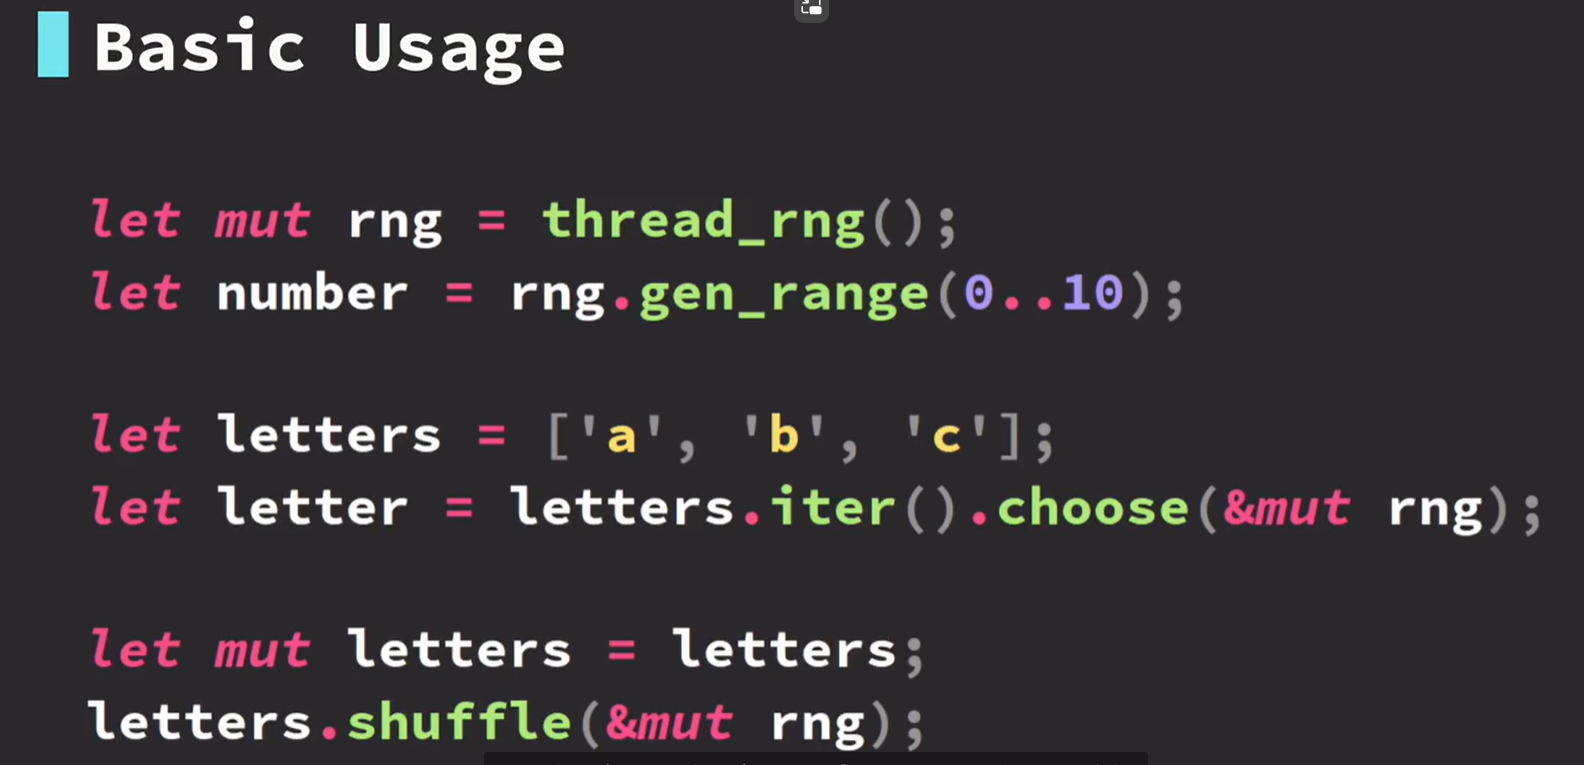 Basic Usage
let mut rng = thread_rng();
let number = rng.gen_range(0..10);
let letters = ['a', 'b', 'c'];
let letter = letters.iter().choose(&mut rng);
let mut letters = letters;
letters.shuffle(&mut rng);